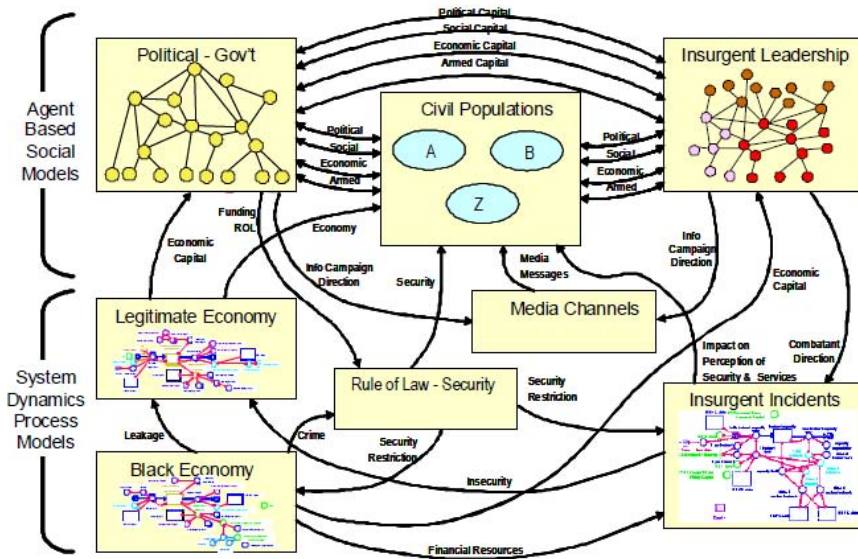 Political Capital
Social Capital
Economic Capital
Armed Capital
Political - Gov't
Insurgent Leadership
Agent
Based
Social
Models
Civil Populations
A
B
Z
Political
Social
Economic
Armed
Political
Social
Economic
Armed
Funding
ROL
Economic
Capital
Economy
Info Campaign
Direction
Security
Media
Messages
Info
Campaign
Direction
Economic
Capital
Legitimate Economy
Media Channels
Combatant
Direction
Impact on
Perception of
Security & Services
System
Dynamics
Process
Models
Rule of Law - Security
Security
Restriction
Insurgent Incidents
Leakage
Crime
Security
Restriction
Black Economy
Insecurity
Financial Resources